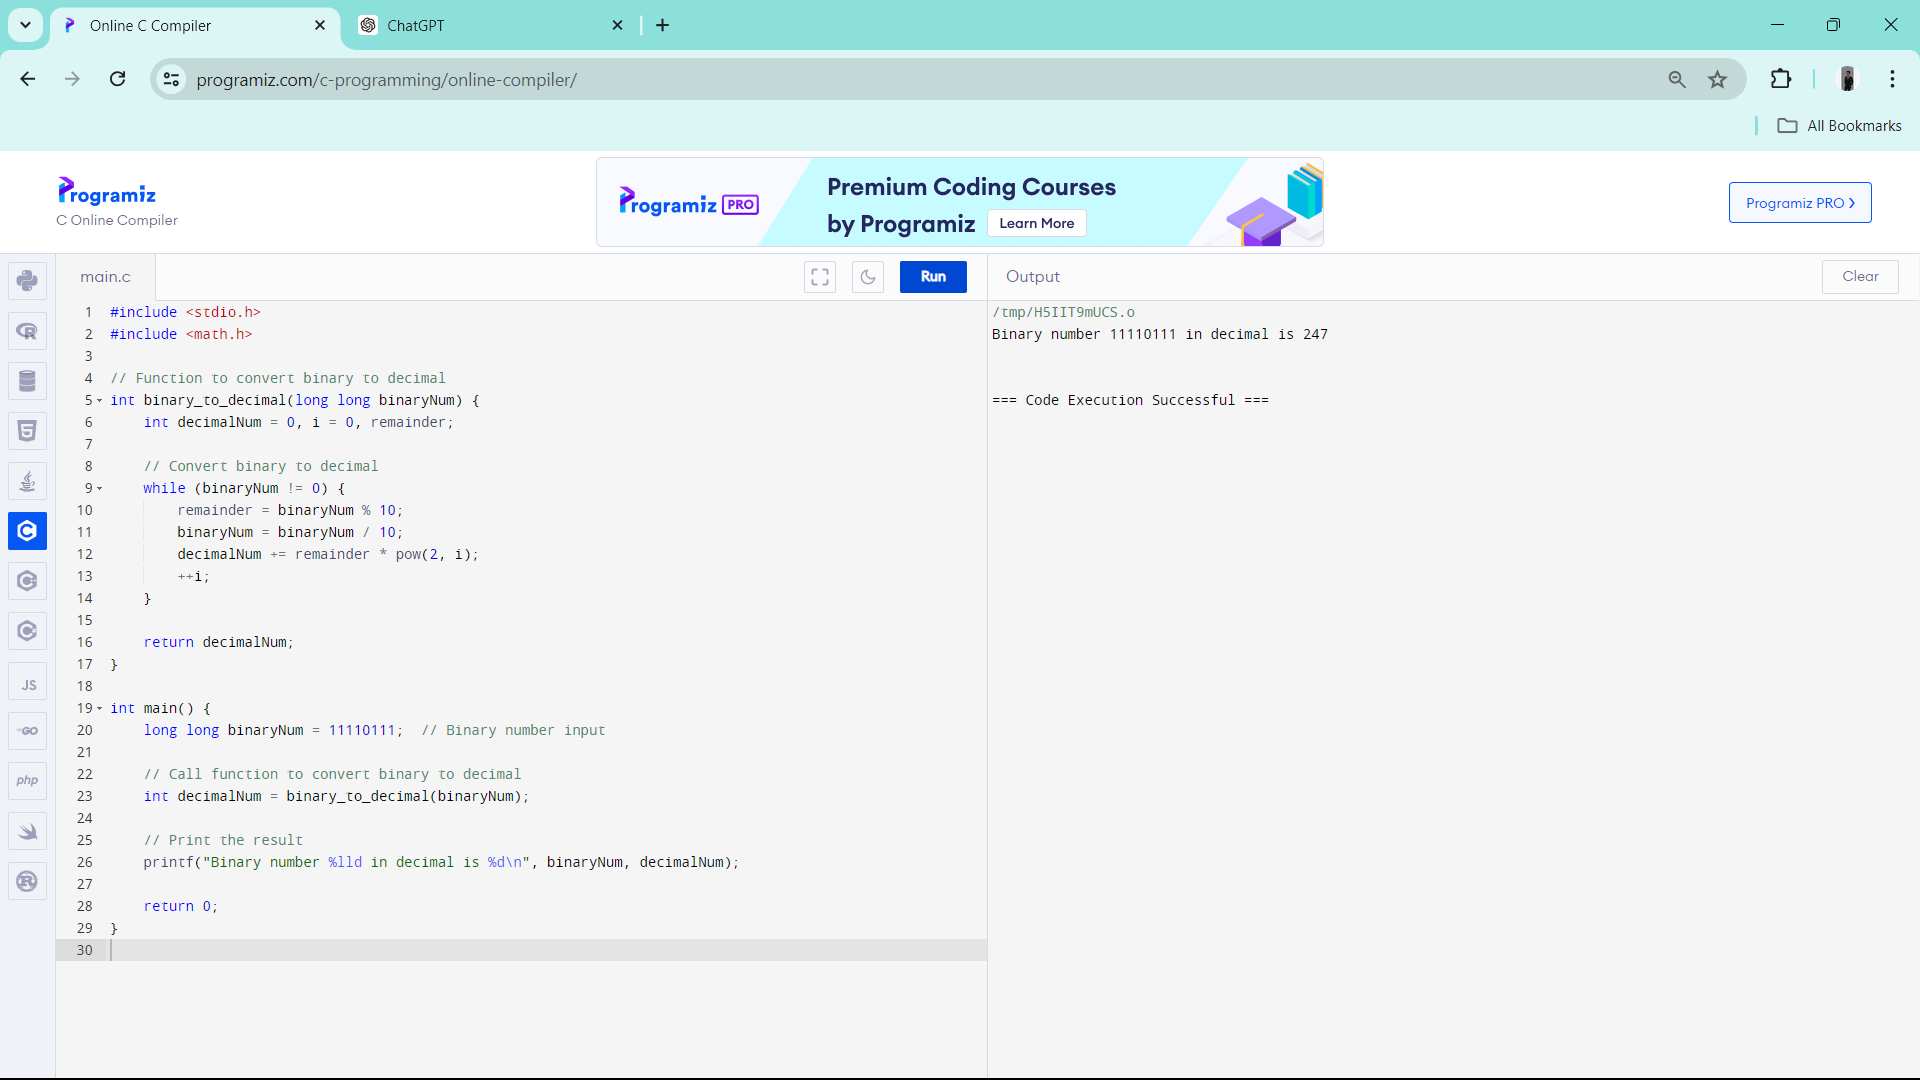 Online C Compiler
ChatGPT
programiz.com/c-programming/online-compiler/
All Bookmarks
Programiz
C Online Compiler
Programiz PRO
Premium Coding Courses
by Programiz Learn More
Programiz PRO
main.c
Run
Output
Clear
1 #include <stdio.h>
2 #include <math.h>
3
4 // Function to convert binary to decimal
5 int binary_to_decimal(long long binaryNum) {
6     int decimalNum = 0, i = 0, remainder;
7
8     // Convert binary to decimal
9     while (binaryNum != 0) {
10         remainder = binaryNum % 10;
11         binaryNum = binaryNum / 10;
12         decimalNum += remainder * pow(2, i);
13         ++i;
14     }
15
16     return decimalNum;
17 }
18
19 int main() {
20     long long binaryNum = 11110111;  // Binary number input
21
22     // Call function to convert binary to decimal
23     int decimalNum = binary_to_decimal(binaryNum);
24
25     // Print the result
26     printf("Binary number %lld in decimal is %d\n", binaryNum, decimalNum);
27
28     return 0;
29 }
30
/tmp/H5IIT9mUCS.o
Binary number 11110111 in decimal is 247
=== Code Execution Successful ===
JS
GO
php